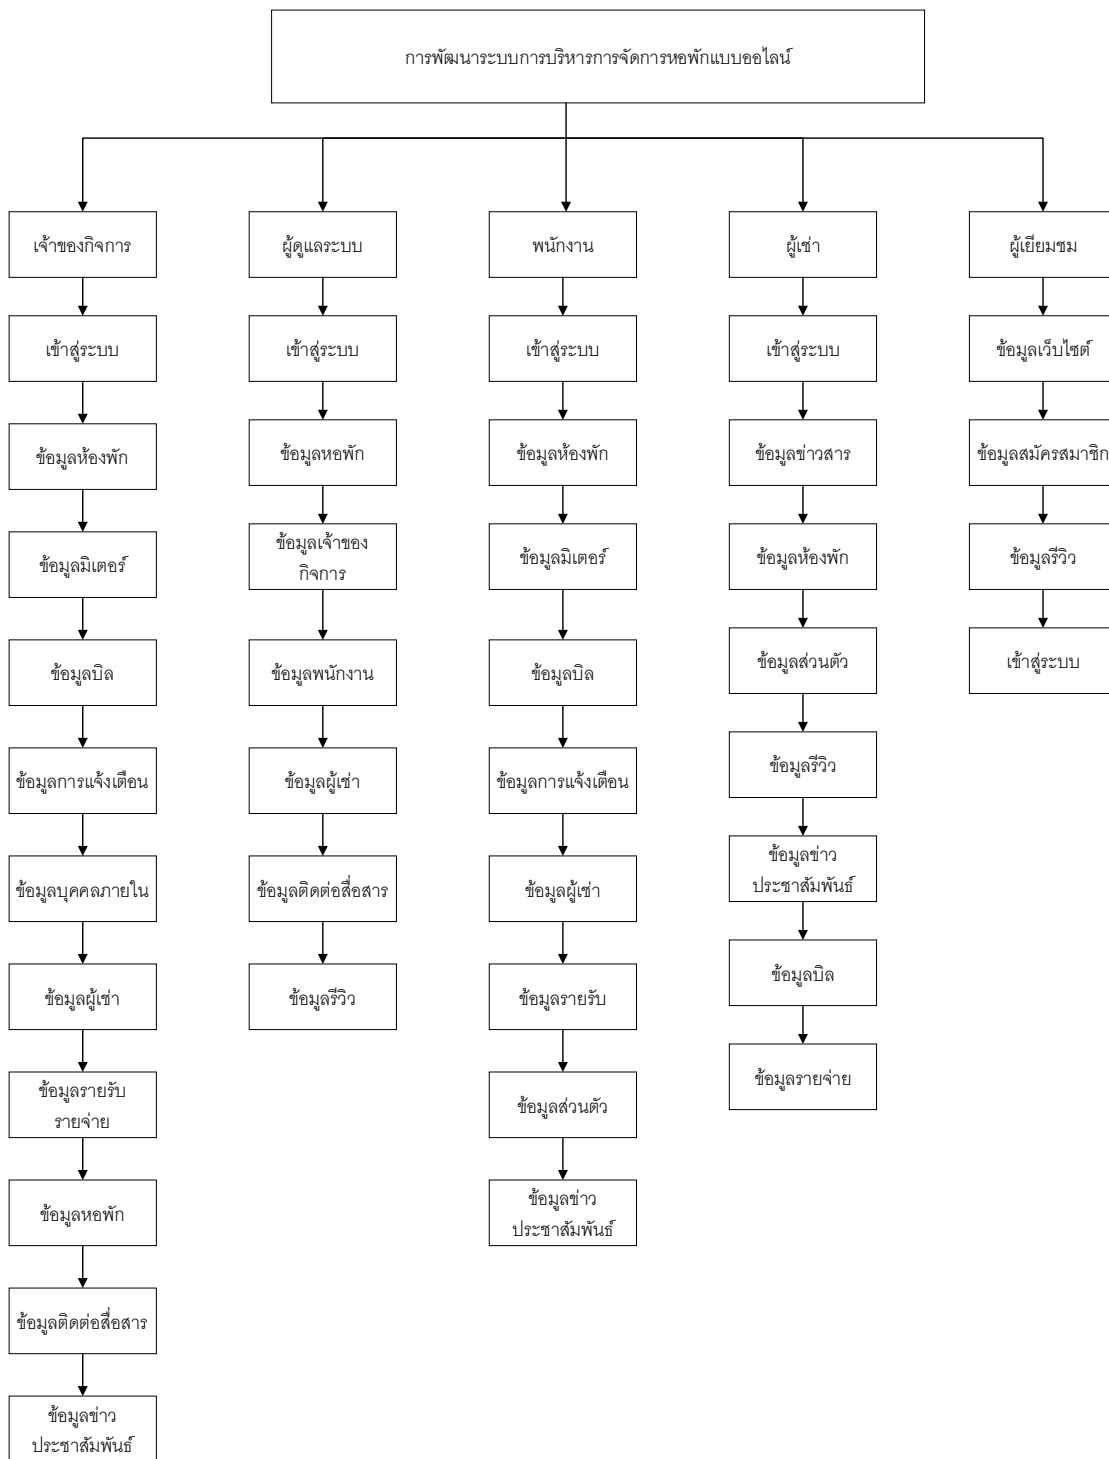 การพัฒนาระบบการบริหารการจัดการหอพักแบบออไลน์
เจ้าของกิจการ
เข้าสู่ระบบ
ข้อมูลห้องพัก
ข้อมูลมิเตอร์
ข้อมูลบิล
ข้อมูลการแจ้งเตือน
ข้อมูลบุคคลภายใน
ข้อมูลผู้เช่า
ข้อมูลรายรับ
รายจ่าย
ข้อมูลหอพัก
ข้อมูลติดต่อสื่อสาร
ข้อมูลข่าว
ประชาสัมพันธ์
ผู้ดูแลระบบ
เข้าสู่ระบบ
ข้อมูลหอพัก
ข้อมูลเจ้าของ
กิจการ
ข้อมูลพนักงาน
ข้อมูลผู้เช่า
ข้อมูลติดต่อสื่อสาร
ข้อมูลรีวิว
พนักงาน
เข้าสู่ระบบ
ข้อมูลห้องพัก
ข้อมูลมิเตอร์
ข้อมูลบิล
ข้อมูลการแจ้งเตือน
ข้อมูลผู้เช่า
ข้อมูลรายรับ
ข้อมูลส่วนตัว
ข้อมูลข่าว
ประชาสัมพันธ์
ผู้เช่า
เข้าสู่ระบบ
ข้อมูลข่าวสาร
ข้อมูลห้องพัก
ข้อมูลส่วนตัว
ข้อมูลรีวิว
ข้อมูลข่าว
ประชาสัมพันธ์
ข้อมูลบิล
ข้อมูลรายจ่าย
ผู้เยียมชม
ข้อมูลเว็บไซต์
ข้อมูลสมัครสมาชิก
ข้อมูลรีวิว
เข้าสู่ระบบ